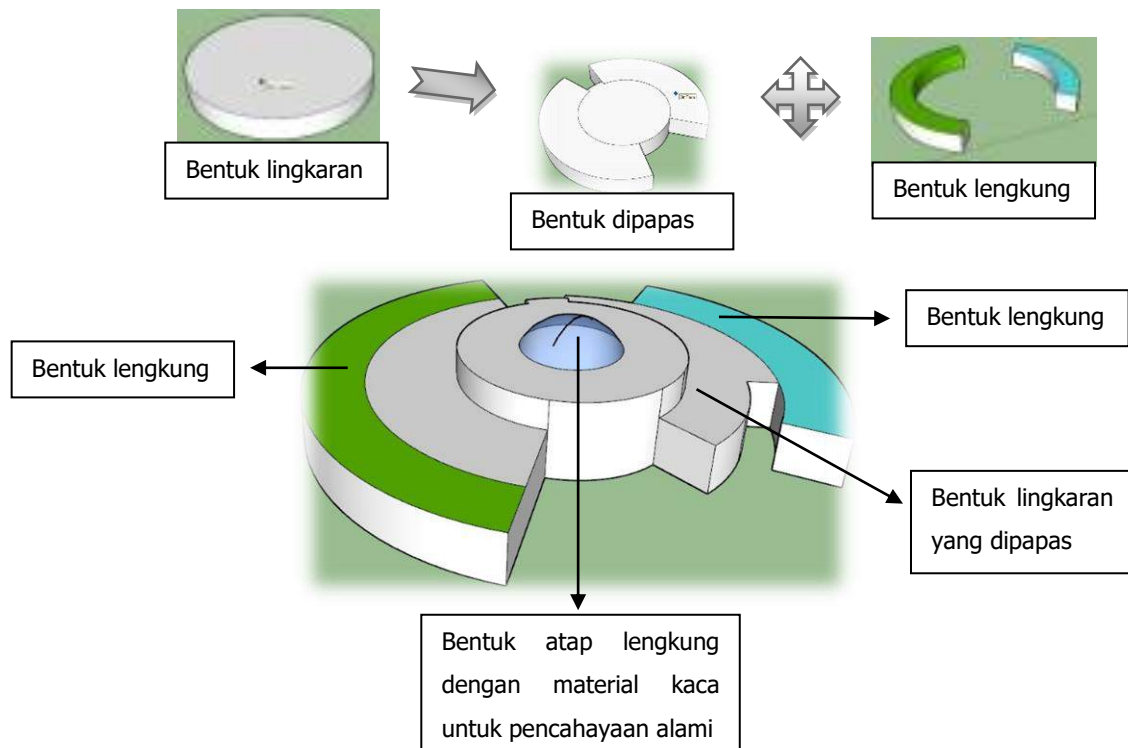 Bentuk lingkaran
Bentuk dipapas
Bentuk lengkung
Bentuk lengkung
Bentuk lengkung
Bentuk lingkaran
yang dipapas
Bentuk atap lengkung
dengan material kaca
untuk pencahayaan alami